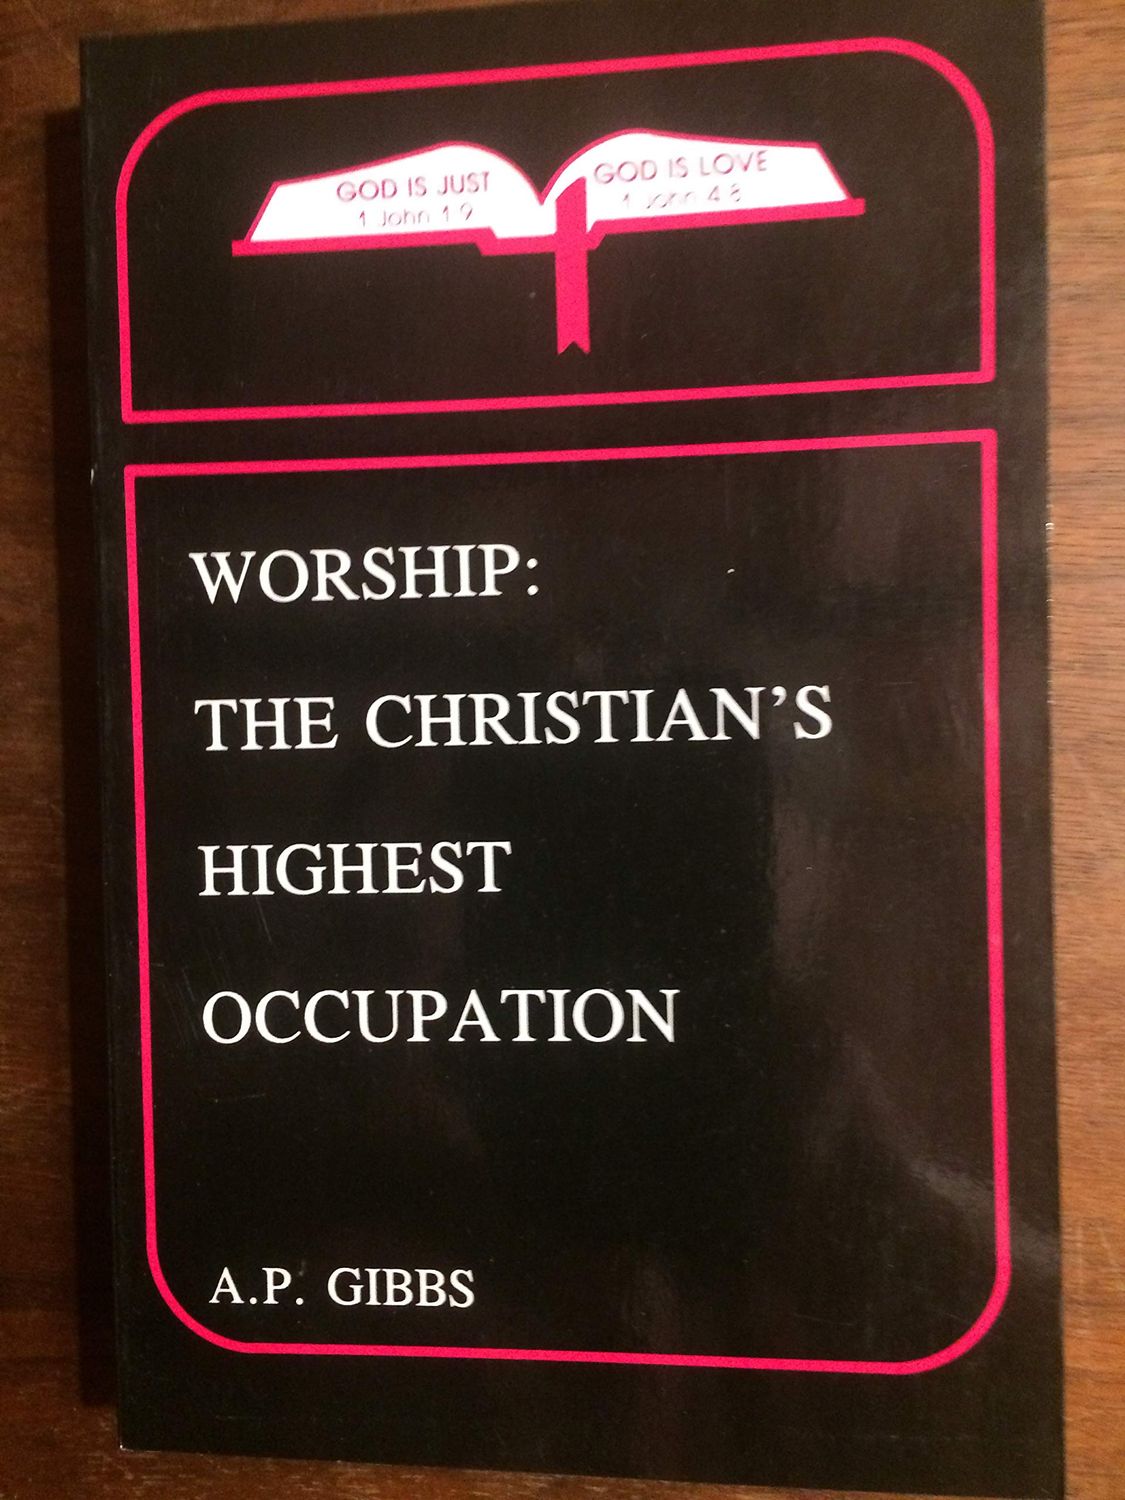 GOD IS JUST
1 John 1 9
GOD IS LOVE
1 John 4 8
WORSHIP:
THE CHRISTIAN'S
HIGHEST
OCCUPATION
A.P. GIBBS